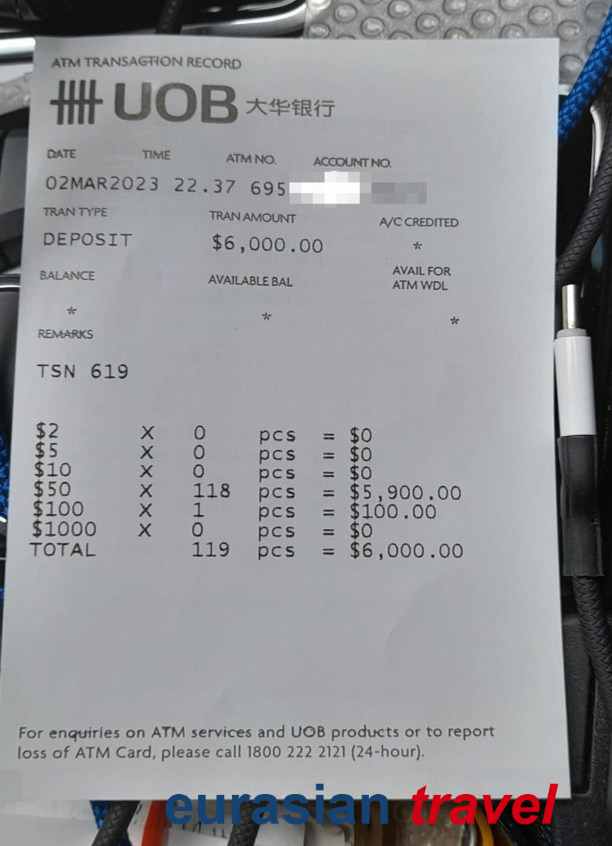 ATM TRANSACTION RECORD
UOB 大华银行
DATE TIME ATM NO. ACCOUNT NO.
02MAR2023 22.37 695
TRAN TYPE TRAN AMOUNT A/C CREDITED
DEPOSIT $6,000.00 *
BALANCE AVAILABLE BAL AVAIL FOR
ATM WDL
* * *
REMARKS
TSN 619
$2 X 0 pcs = $0
$5 X 0 pcs = $0
$10 X 0 pcs = $0
$50 X 118 pcs = $5,900.00
$100 X 1 pcs = $100.00
$1000 X 0 pcs = $0
TOTAL 119 pcs = $6,000.00
For enquiries on ATM services and UOB products or to report
loss of ATM Card, please call 1800 222 2121 (24-hour).
eurasian travel